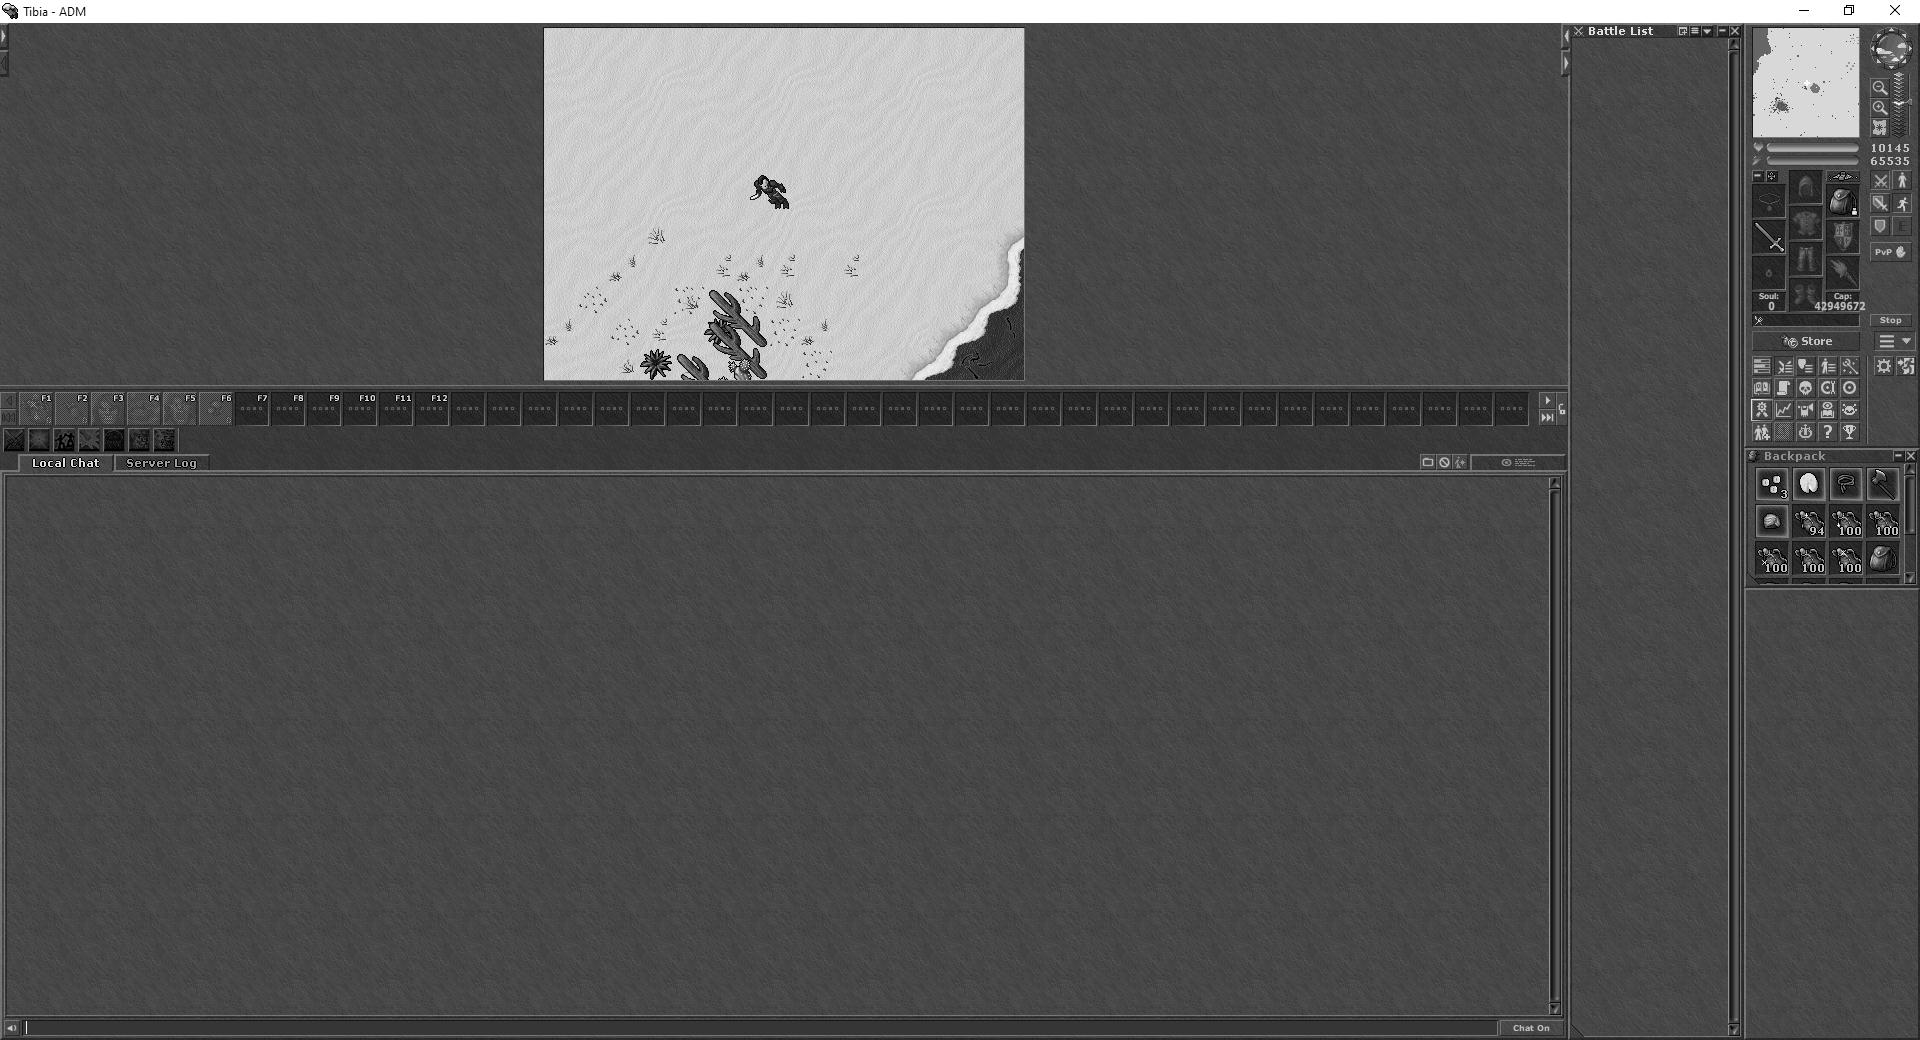 Tibia - ADM
Battle List
10145
65535
PvP
Soul:
0
Cap:
42949672
Stop
Store
F1 F2 F3 F4 F5 F6 F7 F8 F9 F10 F11 F12
Local Chat
Server Log
Backpack
3
94 100 100
100 100 100
Chat On